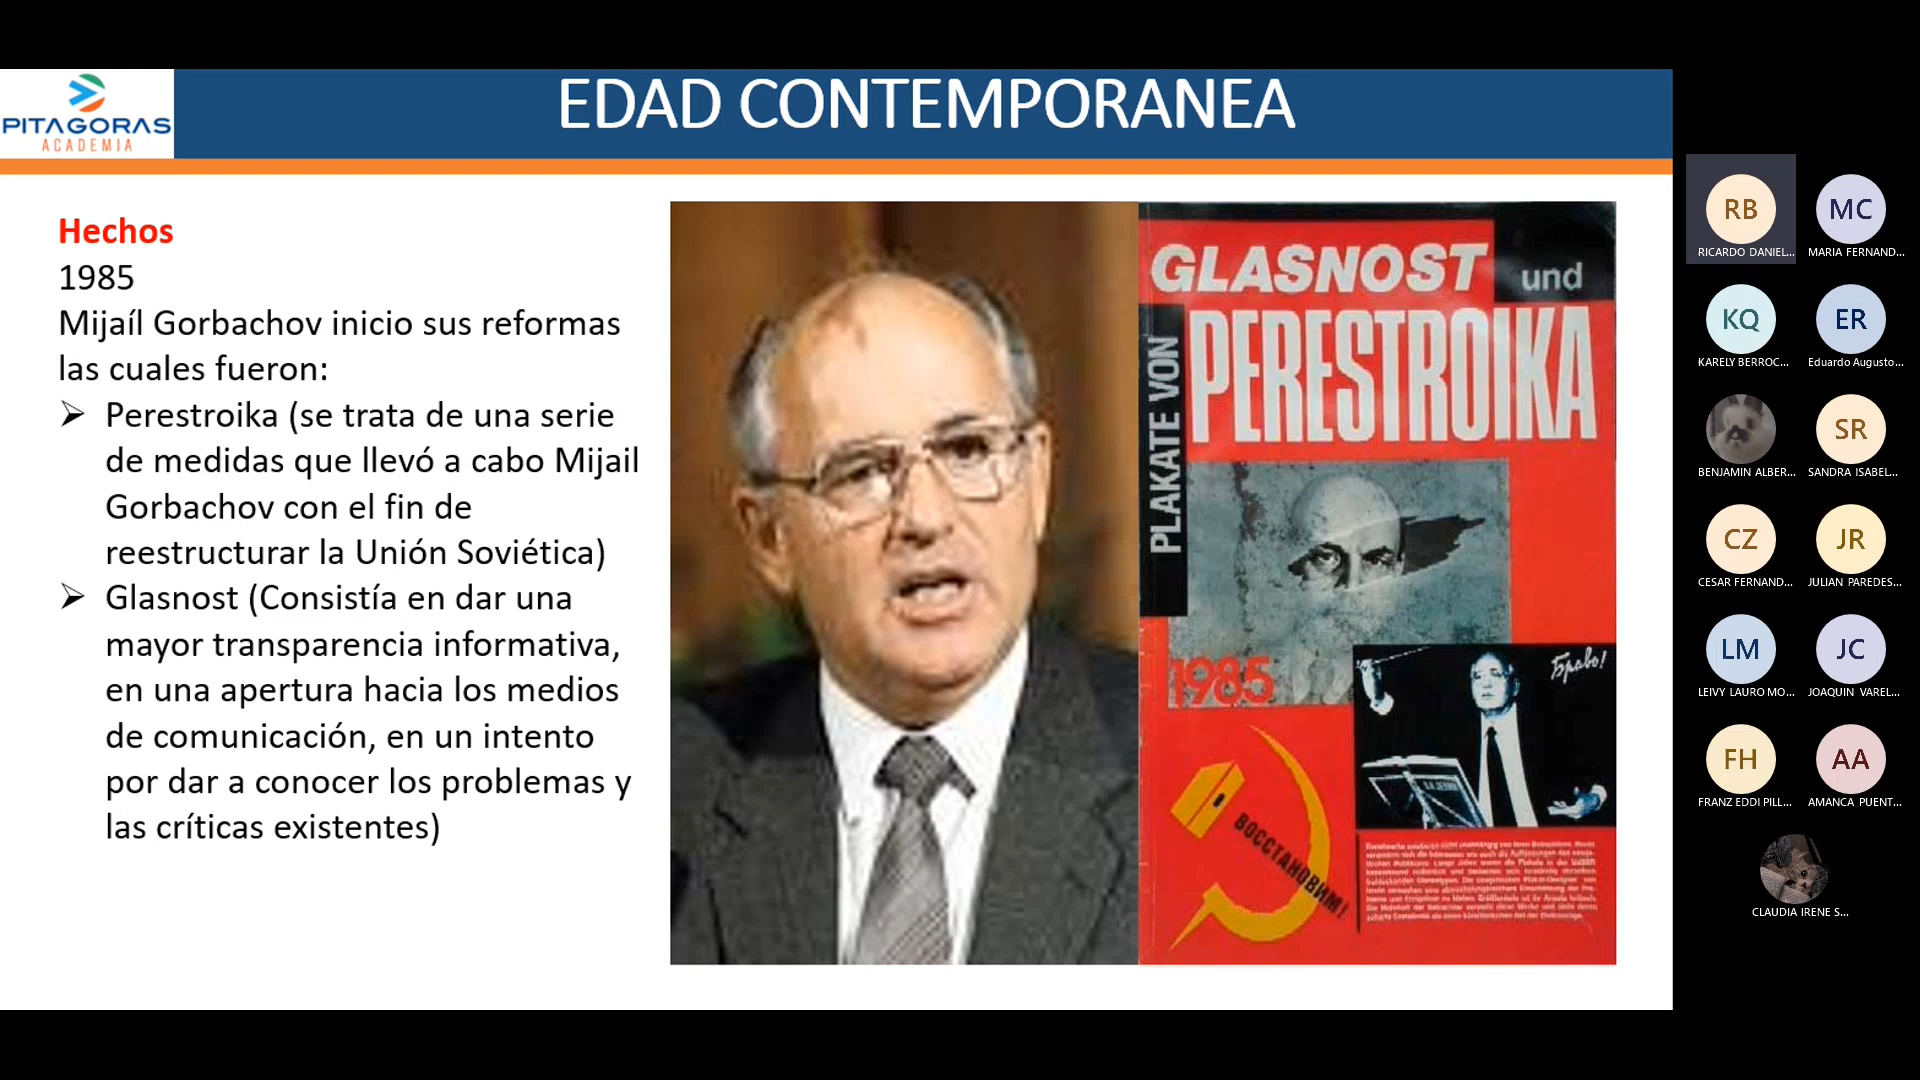 PITAGORAS
ACADEMIA
EDAD CONTEMPORANEA
Hechos
1985
Mijaíl Gorbachov inicio sus reformas
las cuales fueron:
Perestroika (se trata de una serie
de medidas que llevó a cabo Mijail
Gorbachov con el fin de
reestructurar la Unión Soviética)
Glasnost (Consistía en dar una
mayor transparencia informativa,
en una apertura hacia los medios
de comunicación, en un intento
por dar a conocer los problemas y
las críticas existentes)
GLASNOST und
PERESTROIKA
PLAKATE VON
1985
Браво!
ВОССТАНОВИМ!
RB
RICARDO DANIEL...
MC
MARIA FERNAND...
KQ
KARELY BERROC...
ER
Eduardo Augusto...
BENJAMIN ALBER...
SR
SANDRA ISABEL...
CZ
CESAR FERNAND...
JR
JULIAN PAREDES...
LM
LEIVY LAURO MO...
JC
JOAQUIN VAREL...
FH
FRANZ EDDI PILL...
AA
AMANCA PUENT...
CLAUDIA IRENE S...